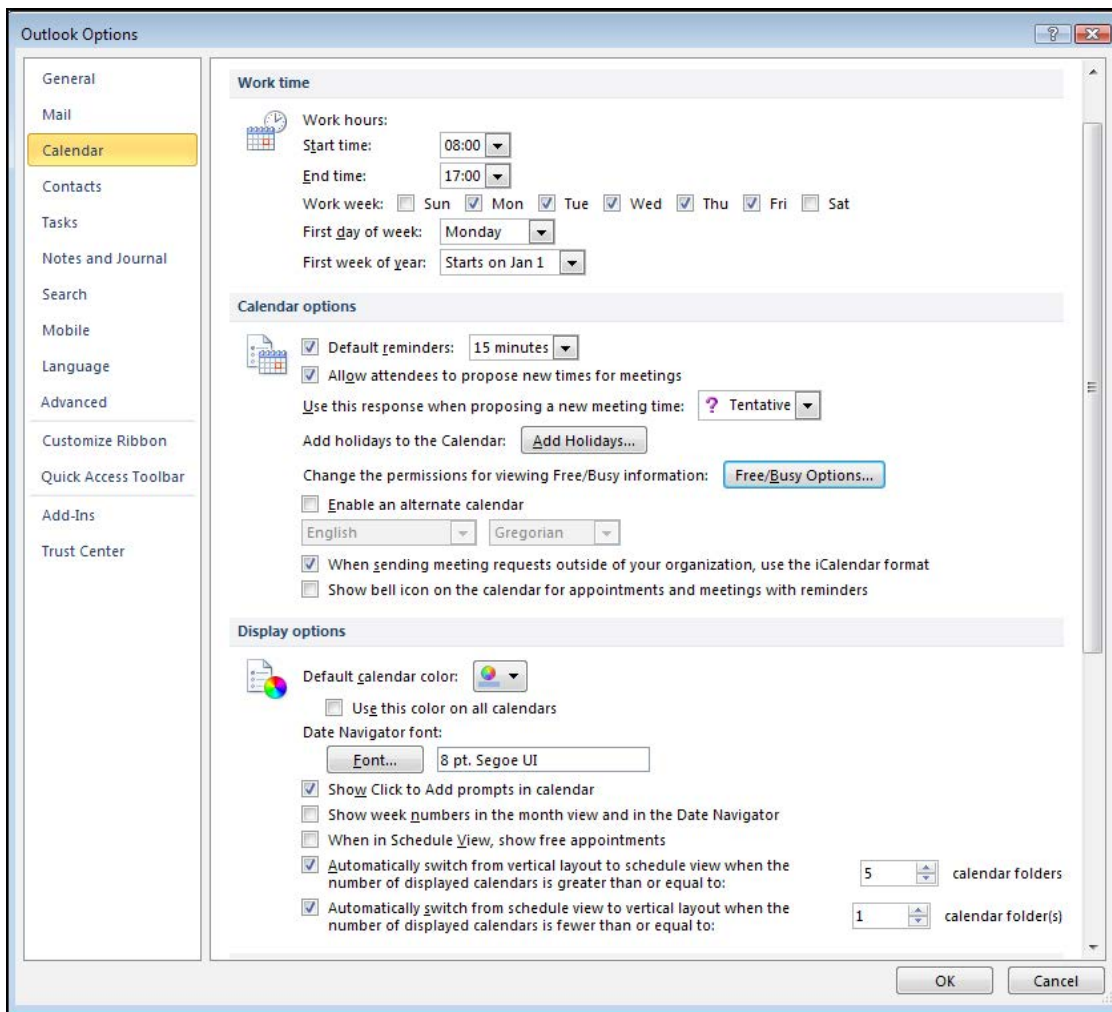 Outlook Options
General
Mail
Calendar
Contacts
Tasks
Notes and Journal
Search
Mobile
Language
Advanced
Customize Ribbon
Quick Access Toolbar
Add-Ins
Trust Center
Work time
Work hours:
Start time: 08:00
End time: 17:00
Work week: Sun Mon Tue Wed Thu Fri Sat
First day of week: Monday
First week of year: Starts on Jan 1
Calendar options
Default reminders: 15 minutes
Allow attendees to propose new times for meetings
Use this response when proposing a new meeting time: ? Tentative
Add holidays to the Calendar: Add Holidays...
Change the permissions for viewing Free/Busy information: Free/Busy Options...
Enable an alternate calendar
English Gregorian
When sending meeting requests outside of your organization, use the iCalendar format
Show bell icon on the calendar for appointments and meetings with reminders
Display options
Default calendar color:
Use this color on all calendars
Date Navigator font:
Font... 8 pt. Segoe UI
Show Click to Add prompts in calendar
Show week numbers in the month view and in the Date Navigator
When in Schedule View, show free appointments
Automatically switch from vertical layout to schedule view when the
number of displayed calendars is greater than or equal to: 5 calendar folders
Automatically switch from schedule view to vertical layout when the
number of displayed calendars is fewer than or equal to: 1 calendar folder(s)
OK Cancel